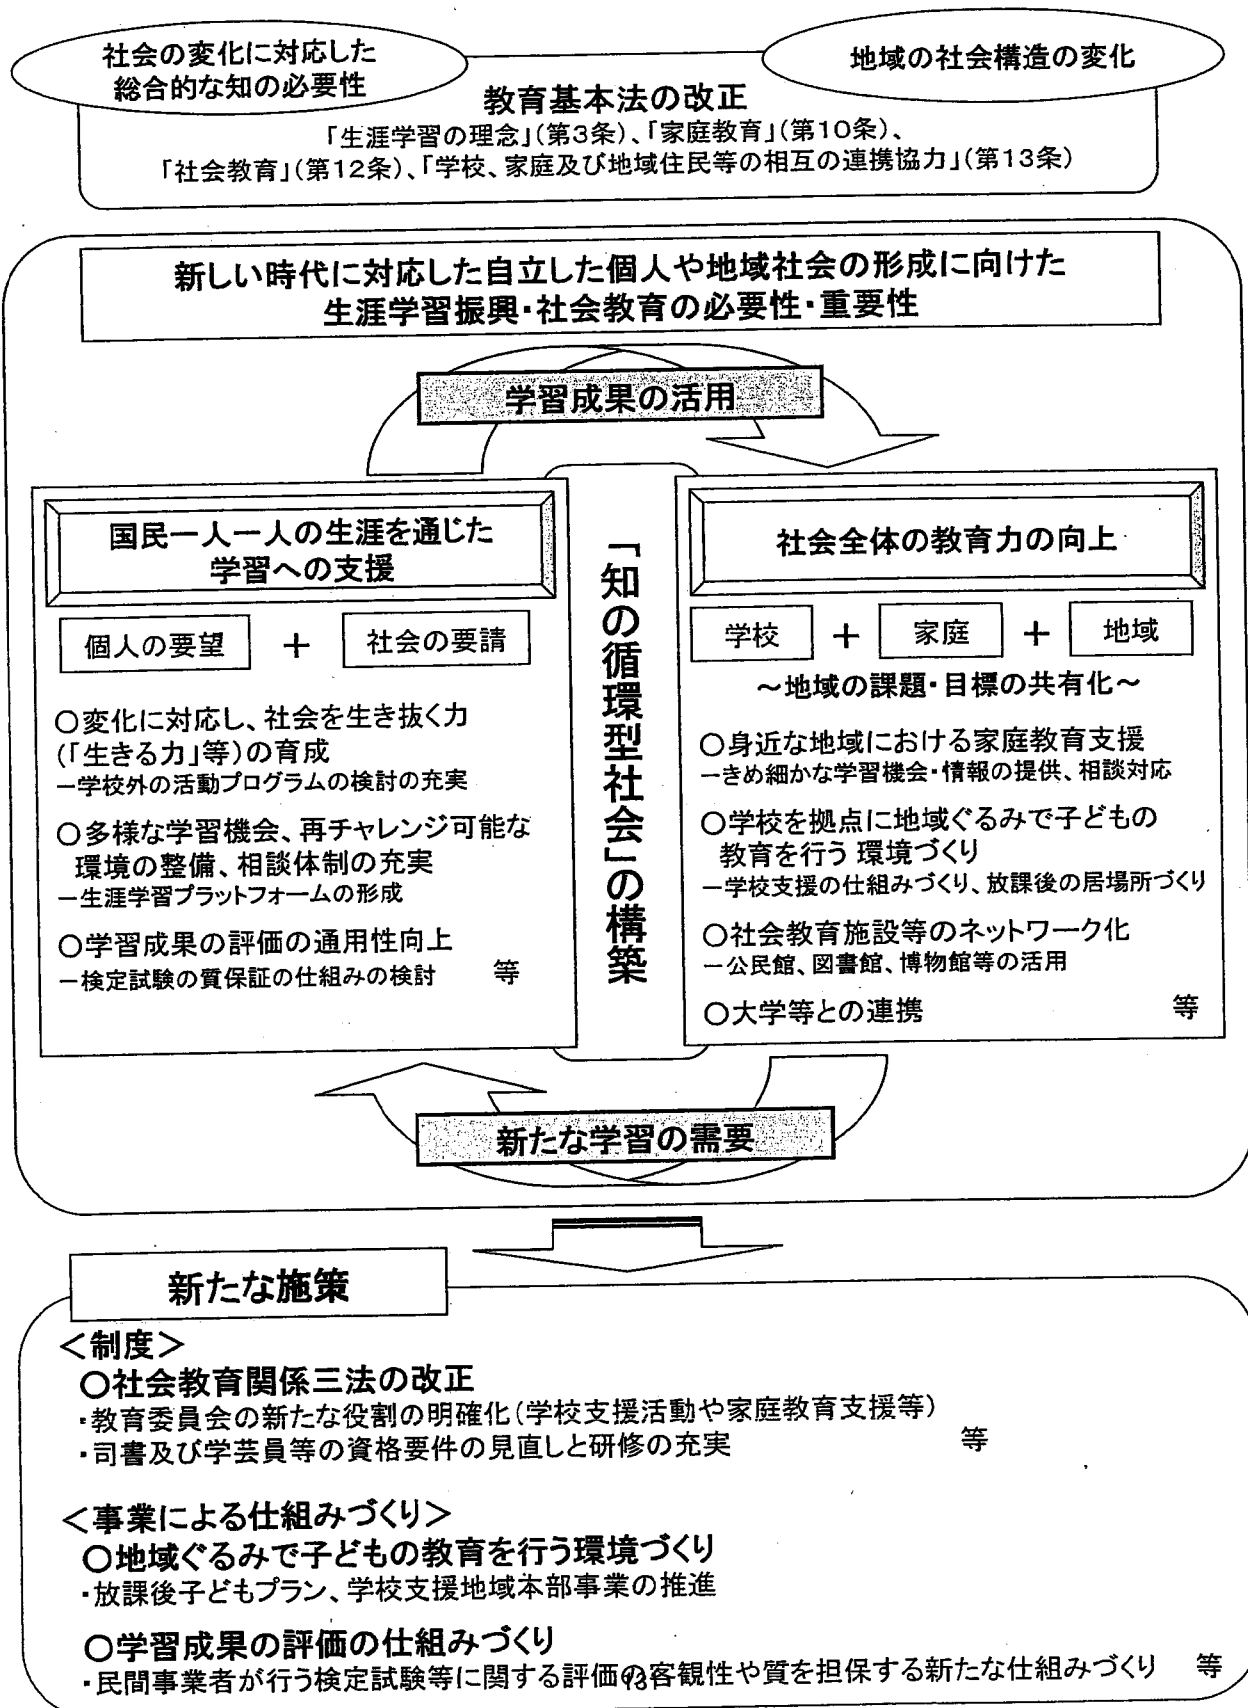 社会の変化に対応した
総合的な知の必要性
地域の社会構造の変化
教育基本法の改正
「生涯学習の理念」(第3条)、「家庭教育」(第10条)、
「社会教育」(第12条)、「学校、家庭及び地域住民等の相互の連携協力」(第13条)
新しい時代に対応した自立した個人や地域社会の形成に向けた
生涯学習振興・社会教育の必要性・重要性
学習成果の活用
国民一人一人の生涯を通じた
学習への支援
個人の要望 + 社会の要請
○変化に対応し、社会を生き抜く力
(「生きる力」等)の育成
－学校外の活動プログラムの検討の充実
○多様な学習機会、再チャレンジ可能な
環境の整備、相談体制の充実
－生涯学習プラットフォームの形成
○学習成果の評価の通用性向上
－検定試験の質保証の仕組みの検討 等
「知の循環型社会」の構築
社会全体の教育力の向上
学校 + 家庭 + 地域
～地域の課題・目標の共有化～
○身近な地域における家庭教育支援
－きめ細かな学習機会・情報の提供、相談対応
○学校を拠点に地域ぐるみで子どもの
教育を行う 環境づくり
－学校支援の仕組みづくり、放課後の居場所づくり
○社会教育施設等のネットワーク化
－公民館、図書館、博物館等の活用
○大学等との連携 等
新たな学習の需要
新たな施策
＜制度＞
○社会教育関係三法の改正
・教育委員会の新たな役割の明確化(学校支援活動や家庭教育支援等)
・司書及び学芸員等の資格要件の見直しと研修の充実 等
＜事業による仕組みづくり＞
○地域ぐるみで子どもの教育を行う環境づくり
・放課後子どもプラン、学校支援地域本部事業の推進
○学習成果の評価の仕組みづくり
・民間事業者が行う検定試験等に関する評価の客観性や質を担保する新たな仕組みづくり 等
93